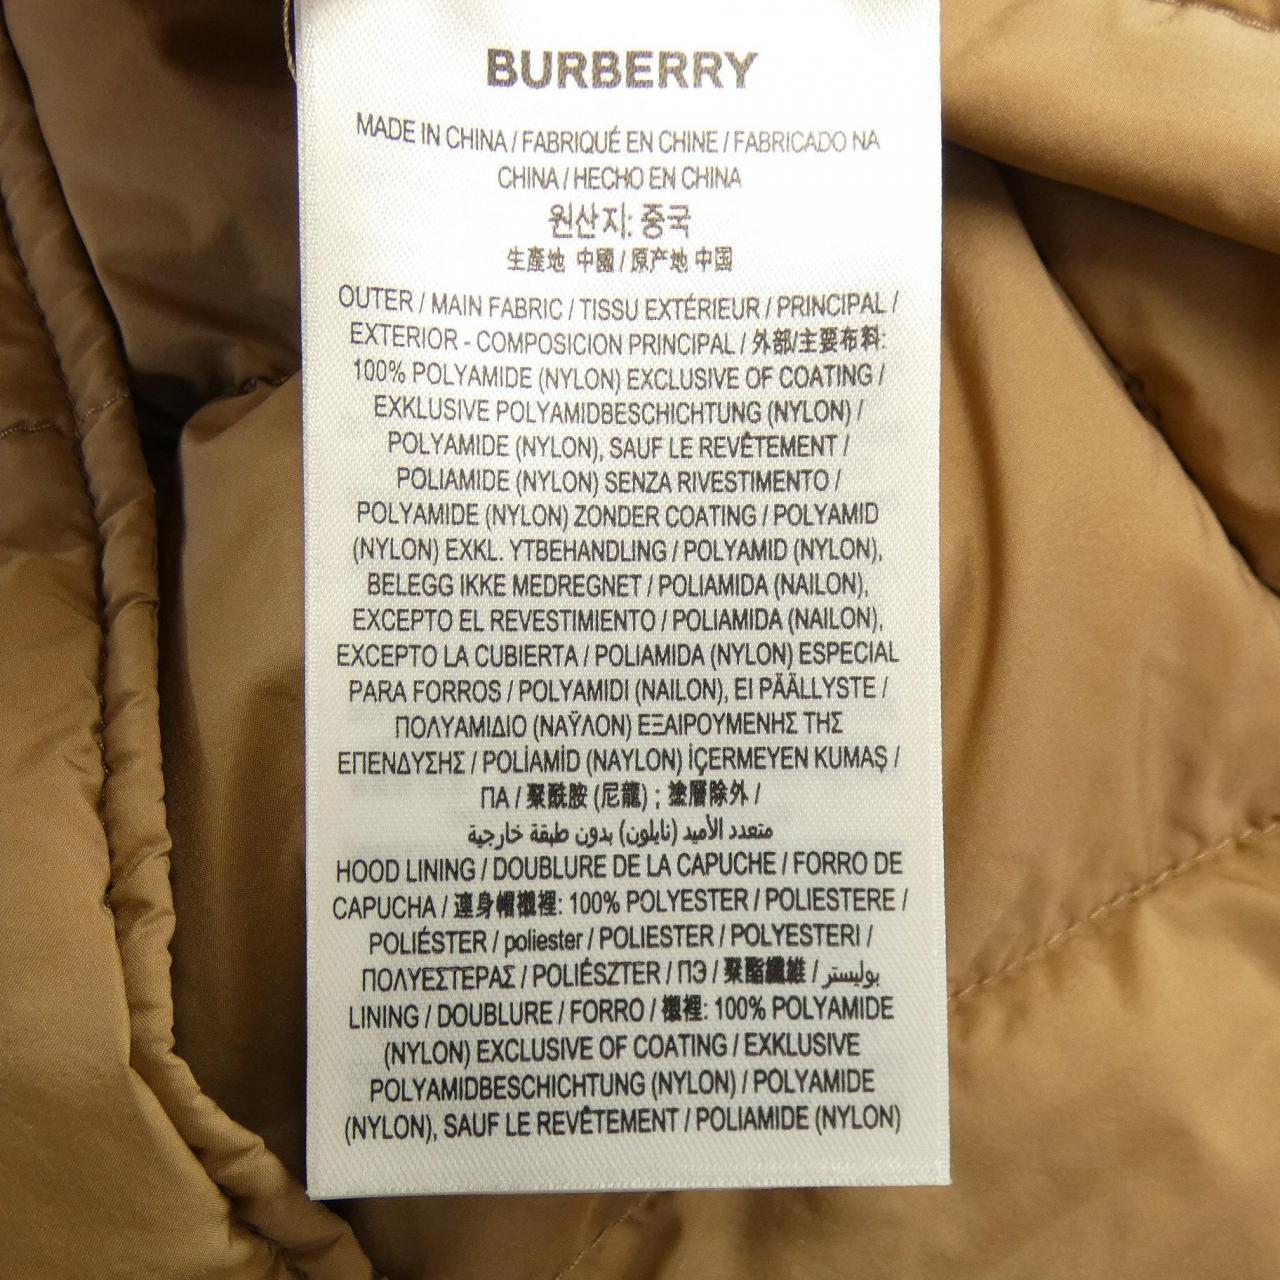 BURBERRY
MADE IN CHINA / FABRIQUÉ EN CHINE / FABRICADO NA
CHINA / HECHO EN CHINA
원산지: 중국
生產地 中國 / 原产地 中国
OUTER / MAIN FABRIC / TISSU EXTÉRIEUR / PRINCIPAL /
EXTERIOR - COMPOSICION PRINCIPAL / 外部/主要布料:
100% POLYAMIDE (NYLON) EXCLUSIVE OF COATING /
EXKLUSIVE POLYAMIDBESCHICHTUNG (NYLON) /
POLYAMIDE (NYLON), SAUF LE REVÊTEMENT /
POLIAMIDE (NYLON) SENZA RIVESTIMENTO /
POLYAMIDE (NYLON) ZONDER COATING / POLYAMID
(NYLON) EXKL. YTBEHANDLING / POLYAMID (NYLON),
BELEGG IKKE MEDREGNET / POLIAMIDA (NAILON),
EXCEPTO EL REVESTIMIENTO / POLIAMIDA (NAILON),
EXCEPTO LA CUBIERTA / POLIAMIDA (NYLON) ESPECIAL
PARA FORROS / POLYAMIDI (NAILON), EI PÄÄLLYSTE /
ΠΟΛΥΑΜΙΔΙΟ (ΝΑΫΛΟΝ) ΕΞΑΙΡΟΥΜΕΝΗΣ ΤΗΣ
ΕΠΕΝΔΥΣΗΣ / POLİAMİD (NAYLON) İÇERMEYEN KUMAŞ /
ПА / 聚酰胺 (尼龍) ; 塗層除外 /
متعدد الأميد (نايلون) بدون طبقة خارجية
HOOD LINING / DOUBLURE DE LA CAPUCHE / FORRO DE
CAPUCHA / 連身帽襯裡: 100% POLYESTER / POLIESTERE /
POLIÉSTER / poliester / POLIESTER / POLYESTERI /
ΠΟΛΥΕΣΤΕΡΑΣ / POLIÉSZTER / ПЭ / 聚酯纖維 / بوليستر
LINING / DOUBLURE / FORRO / 襯裡: 100% POLYAMIDE
(NYLON) EXCLUSIVE OF COATING / EXKLUSIVE
POLYAMIDBESCHICHTUNG (NYLON) / POLYAMIDE
(NYLON), SAUF LE REVÊTEMENT / POLIAMIDE (NYLON)